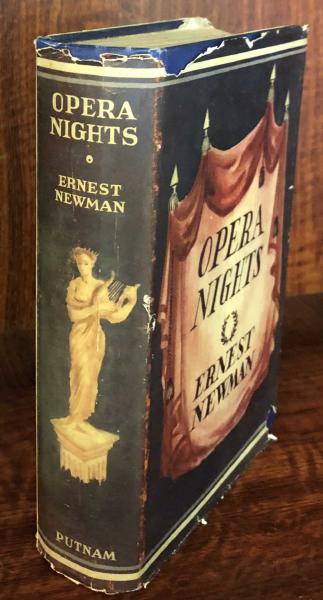 OPERA
NIGHTS
ERNEST
NEWMAN
PUTNAM
OPERA
NIGHTS
ERNEST
NEWMAN